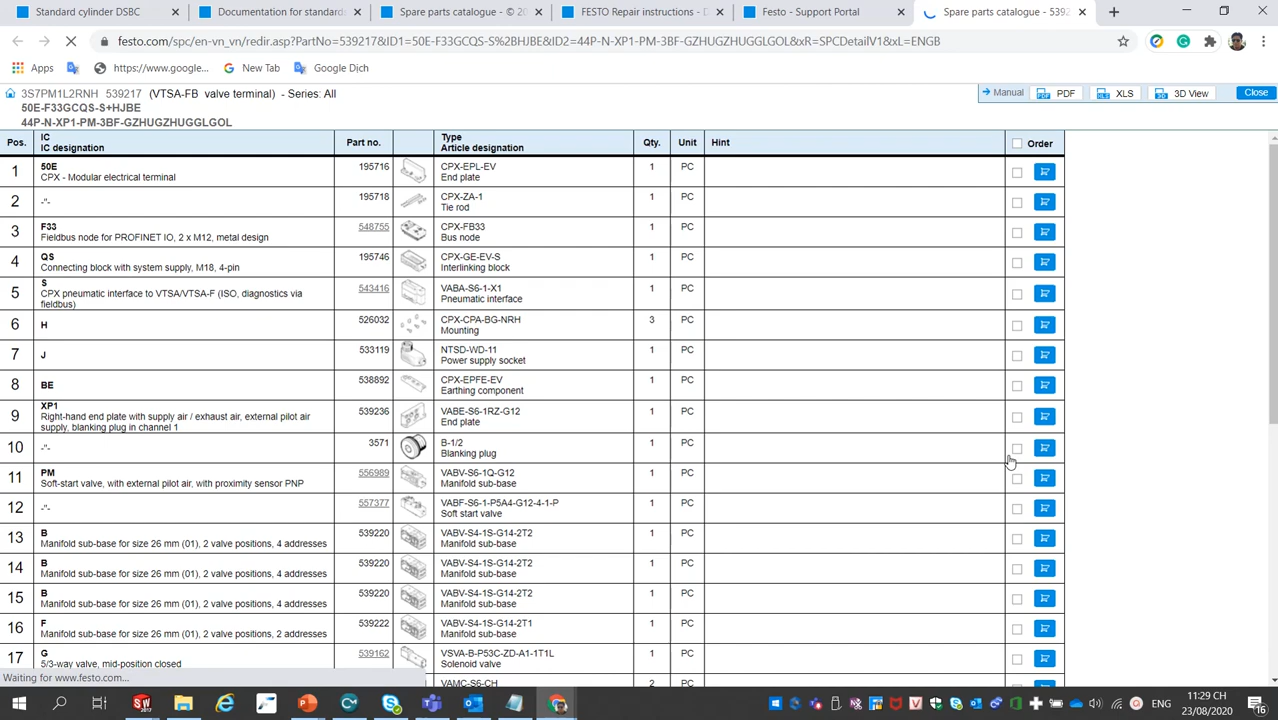 Standard cylinder DSBC
Documentation for standards
Spare parts catalogue - © 20
FESTO Repair instructions - D
Festo - Support Portal
Spare parts catalogue - 5392
festo.com/spc/en-vn_vn/redir.asp?PartNo=539217&ID1=50E-F33GCQS-S%2BHJBE&ID2=44P-N-XP1-PM-3BF-GZHUGZHUGGLGOL&xR=SPCDetailV1&xL=ENGB
Apps
https://www.google...
New Tab
Google Dịch
3S7PM1L2RNH 539217 (VTSA-FB valve terminal) - Series: All
50E-F33GCQS-S+HJBE
44P-N-XP1-PM-3BF-GZHUGZHUGGLGOL
Manual PDF XLS 3D View Close
Pos. IC IC designation Part no. Type Article designation Qty. Unit Hint Order
1 50E 195716 CPX-EPL-EV 1 PC
CPX - Modular electrical terminal End plate
2 -"- 195718 CPX-ZA-1 1 PC
Tie rod
3 F33 548755 CPX-FB33 1 PC
Fieldbus node for PROFINET IO, 2 x M12, metal design Bus node
4 QS 195746 CPX-GE-EV-S 1 PC
Connecting block with system supply, M18, 4-pin Interlinking block
5 S 543416 VABA-S6-1-X1 1 PC
CPX pneumatic interface to VTSA/VTSA-F (ISO, diagnostics via Pneumatic interface
fieldbus)
6 H 526032 CPX-CPA-BG-NRH 3 PC
Mounting
7 J 533119 NTSD-WD-11 1 PC
Power supply socket
8 BE 538892 CPX-EPFE-EV 1 PC
Earthing component
9 XP1 539236 VABE-S6-1RZ-G12 1 PC
Right-hand end plate with supply air / exhaust air, external pilot air End plate
supply, blanking plug in channel 1
10 -"- 3571 B-1/2 1 PC
Blanking plug
11 PM 556989 VABV-S6-1Q-G12 1 PC
Soft-start valve, with external pilot air, with proximity sensor PNP Manifold sub-base
12 -"- 557377 VABF-S6-1-P5A4-G12-4-1-P 1 PC
Soft start valve
13 B 539220 VABV-S4-1S-G14-2T2 1 PC
Manifold sub-base for size 26 mm (01), 2 valve positions, 4 addresses Manifold sub-base
14 B 539220 VABV-S4-1S-G14-2T2 1 PC
Manifold sub-base for size 26 mm (01), 2 valve positions, 4 addresses Manifold sub-base
15 B 539220 VABV-S4-1S-G14-2T2 1 PC
Manifold sub-base for size 26 mm (01), 2 valve positions, 4 addresses Manifold sub-base
16 F 539222 VABV-S4-1S-G14-2T1 1 PC
Manifold sub-base for size 26 mm (01), 2 valve positions, 2 addresses Manifold sub-base
17 G 539162 VSVA-B-P53C-ZD-A1-1T1L 1 PC
5/3-way valve, mid-position closed Solenoid valve
VAMC-S6-CH 2 PC
Waiting for www.festo.com...
ENG
11:29 CH
23/08/2020
16